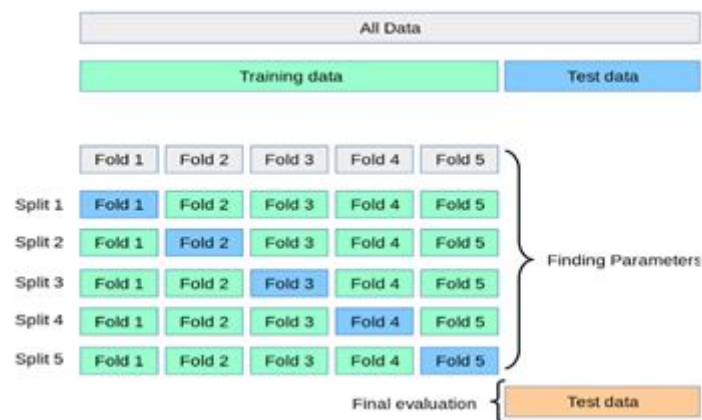 All Data
Training data Test data
Fold 1 Fold 2 Fold 3 Fold 4 Fold 5
Split 1 Fold 1 Fold 2 Fold 3 Fold 4 Fold 5
Split 2 Fold 1 Fold 2 Fold 3 Fold 4 Fold 5
Finding Parameters
Split 3 Fold 1 Fold 2 Fold 3 Fold 4 Fold 5
Split 4 Fold 1 Fold 2 Fold 3 Fold 4 Fold 5
Split 5 Fold 1 Fold 2 Fold 3 Fold 4 Fold 5
Final evaluation Test data